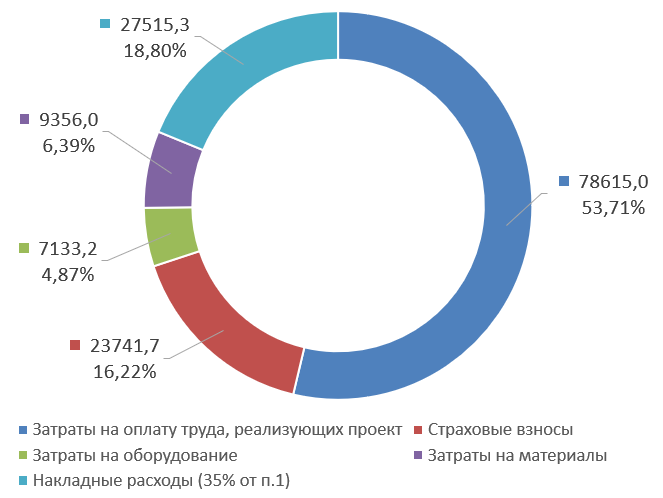 27515,3
18,80%
9356,0
6,39%
78615,0
53,71%
7133,2
4,87%
23741,7
16,22%
Затраты на оплату труда, реализующих проект
Страховые взносы
Затраты на оборудование
Затраты на материалы
Накладные расходы (35% от п.1)